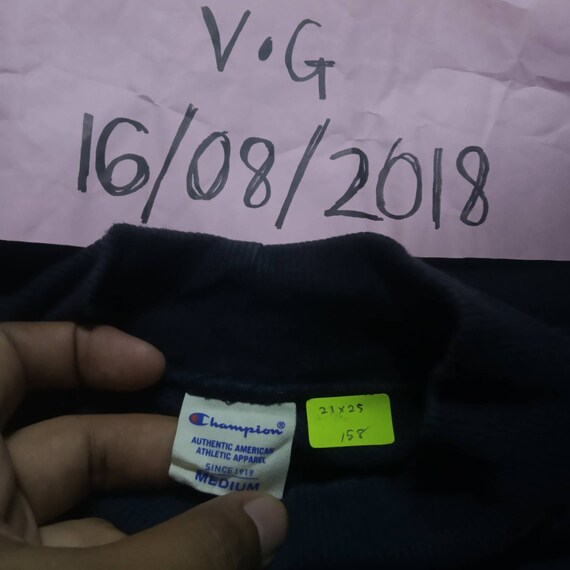 V.G
16/08/2018
Champion®
AUTHENTIC AMERICAN
ATHLETIC APPAREL
SINCE 1919
MEDIUM
21x25
158